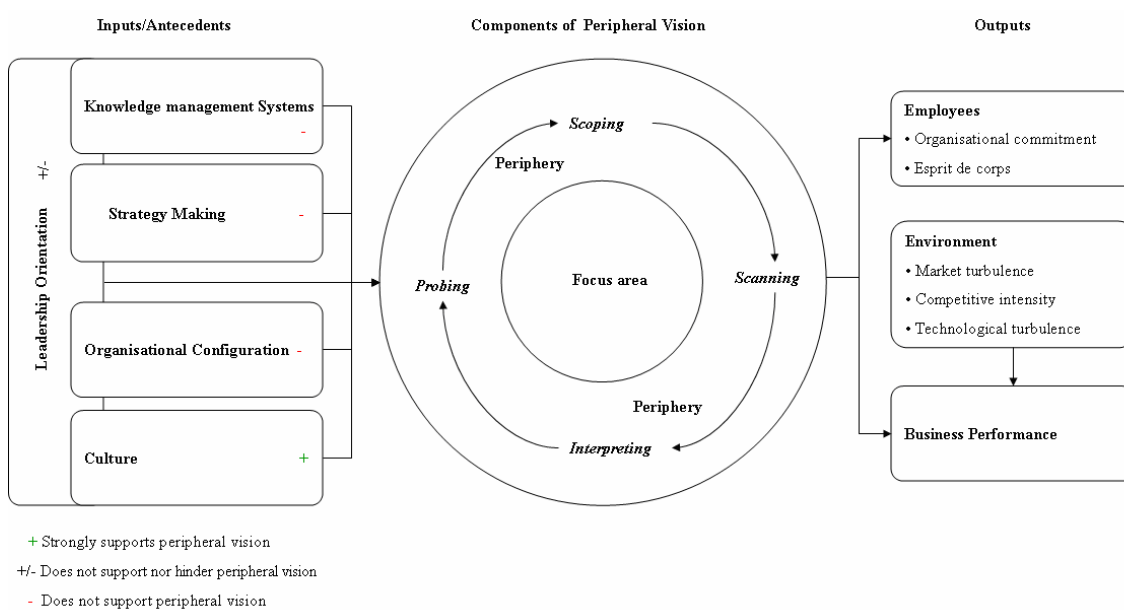 Inputs/Antecedents
Components of Peripheral Vision
Outputs
Leadership Orientation +/-
Knowledge management Systems
-
Strategy Making -
Organisational Configuration -
Culture +
Scoping
Periphery
Probing
Focus area
Scanning
Periphery
Interpreting
Employees
• Organisational commitment
• Esprit de corps
Environment
• Market turbulence
• Competitive intensity
• Technological turbulence
Business Performance
+ Strongly supports peripheral vision
+/- Does not support nor hinder peripheral vision
- Does not support peripheral vision